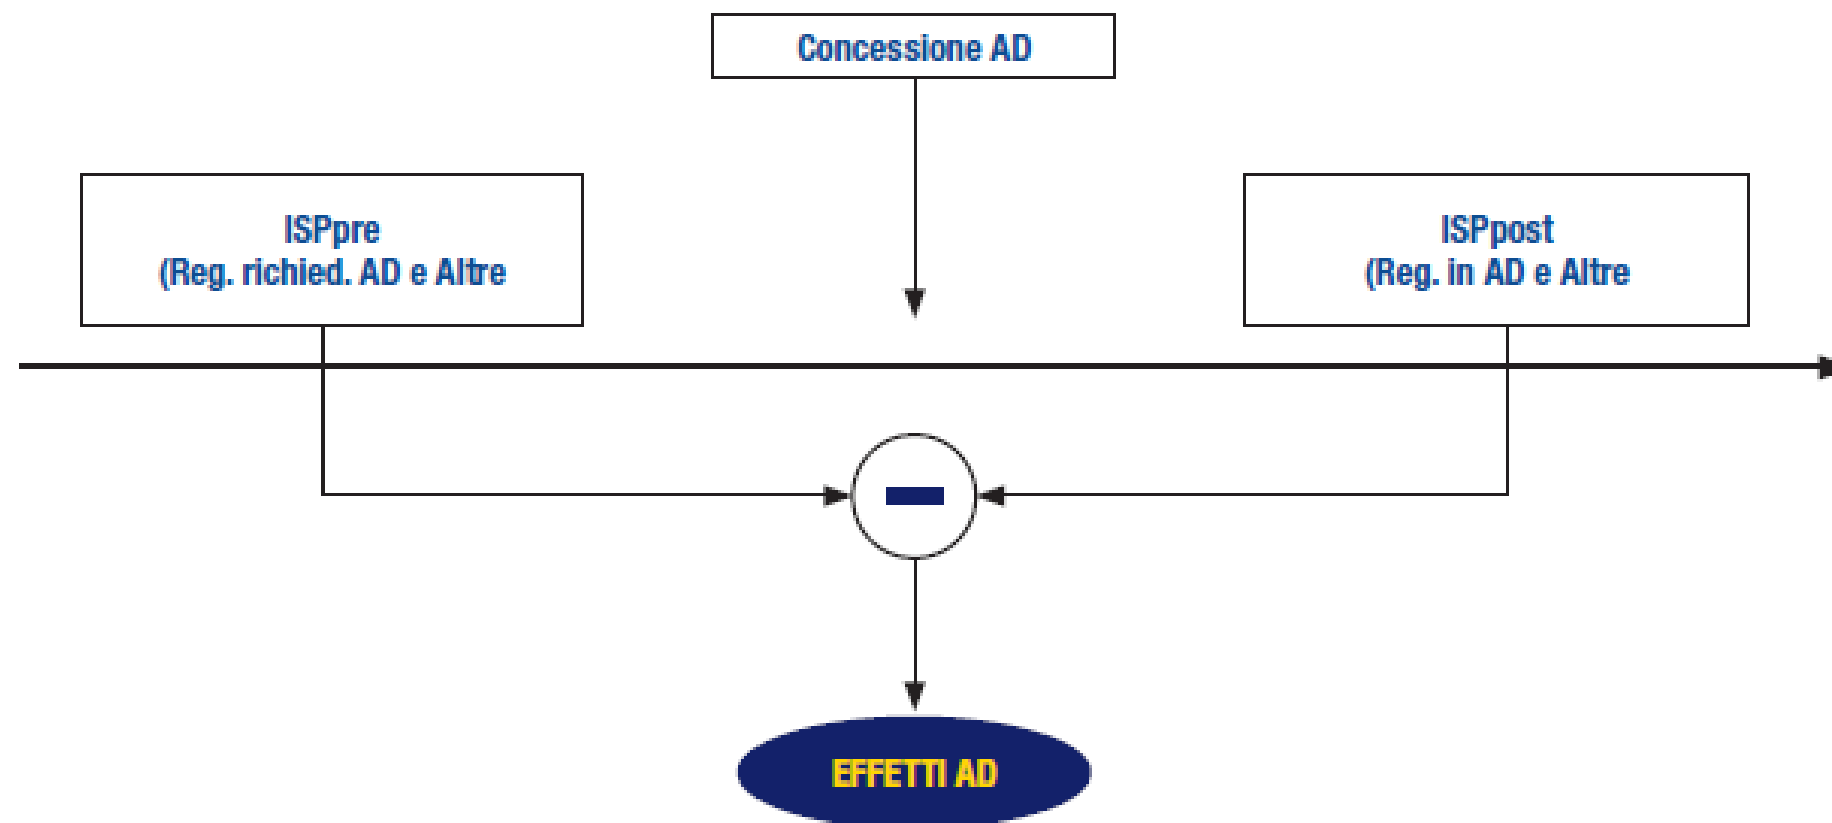 Concessione AD
ISPpre
(Reg. richied. AD e Altre
ISPpost
(Reg. in AD e Altre
EFFETTI AD